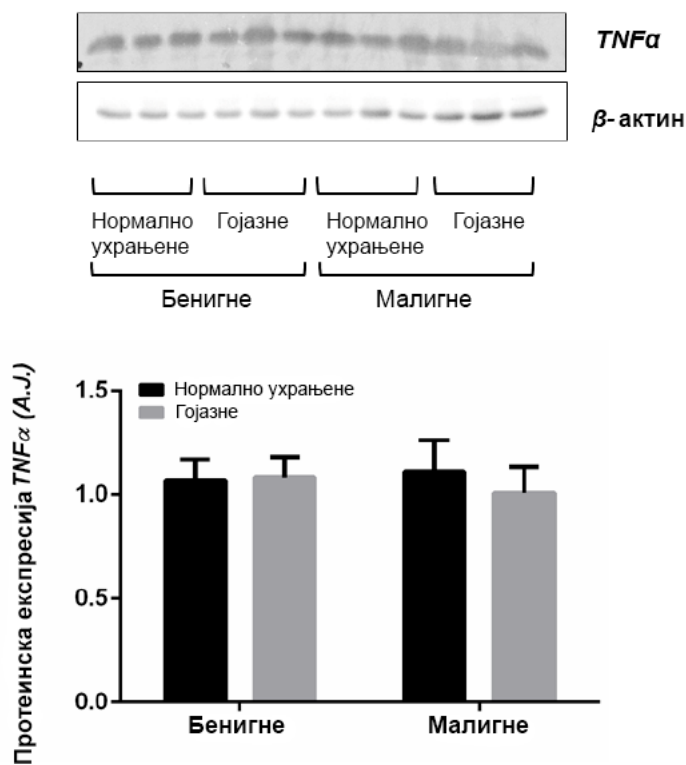 TNFα
β-актин
Нормално
ухрањене
Гојазне
Нормално
ухрањене
Гојазне
Бенигне
Малигне
Протеинска експресија TNFα (A.J.)
1.5
1.0
0.5
0.0
Нормално ухрањене
Гојазне
Бенигне
Малигне